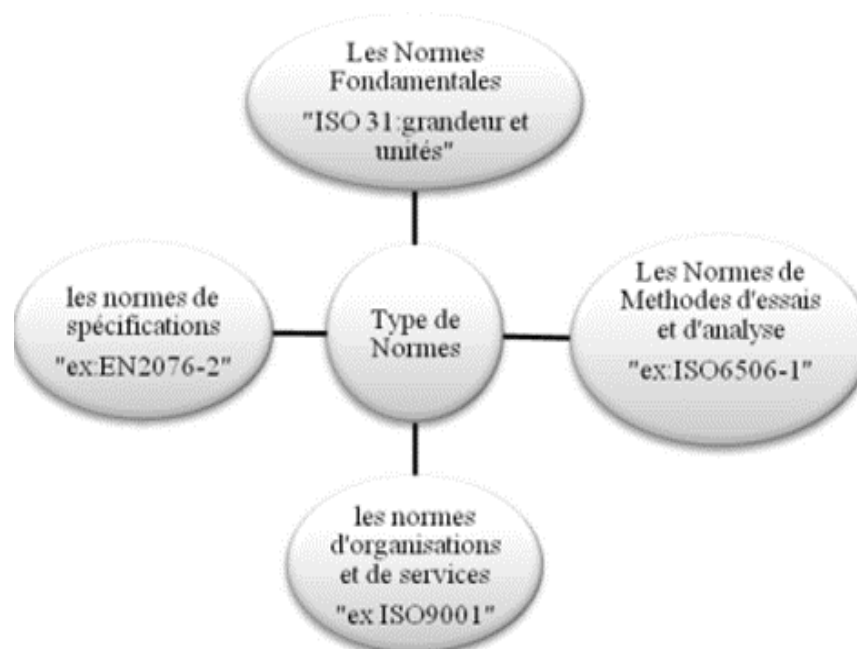 Les Normes
Fondamentales
"ISO 31:grandeur et
unités"
les normes de
spécifications
"ex:EN2076-2"
Type de
Normes
Les Normes de
Methodes d'essais
et d'analyse
"ex:ISO6506-1"
les normes
d'organisations
et de services
"ex ISO9001"